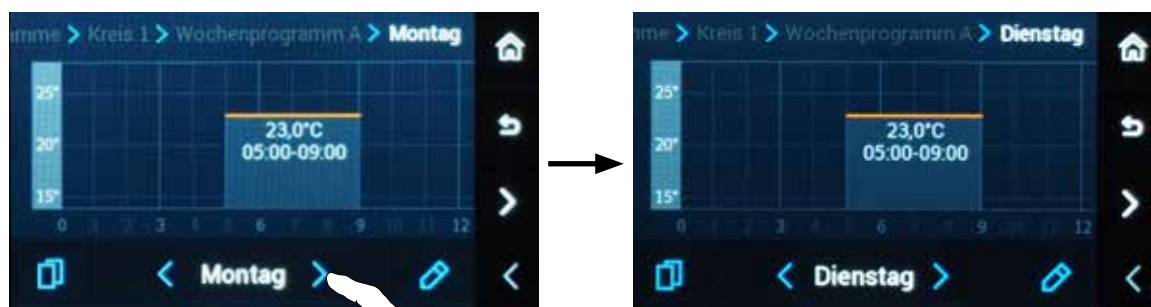 mme > Kreis 1 > Wochenprogramm A > Montag
25°
23,0°C
20°
05:00-09:00
15°
0 3 6 9 10 11 12
< Montag >
me > Kreis 1 > Wochenprogramm A > Dienstag
25°
23,0°C
20°
05:00-09:00
15°
0 3 6 9 12
< Dienstag >